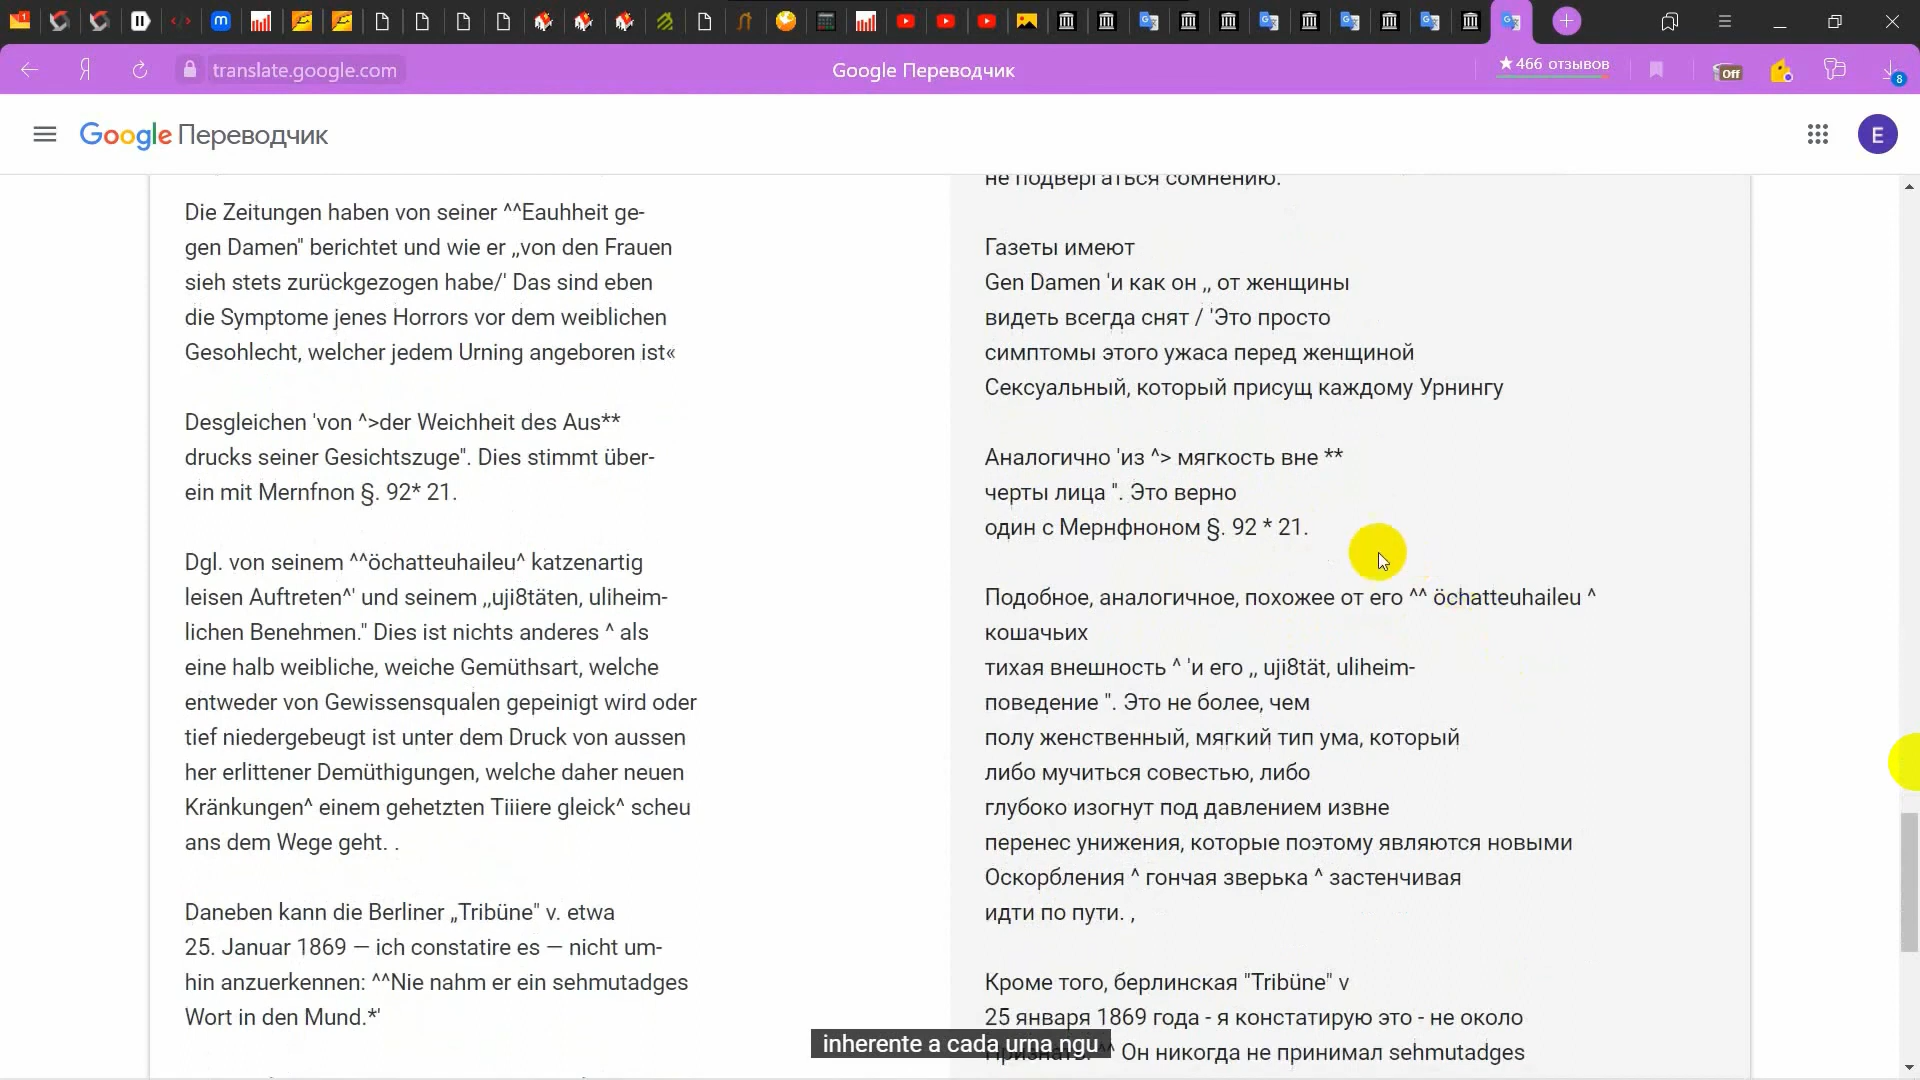 translate.google.com
Google Переводчик
★466 отзывов
Off
8
Google Переводчик
E
Die Zeitungen haben von seiner ^^Eauhheit ge-
gen Damen" berichtet und wie er „von den Frauen
sieh stets zurückgezogen habe/' Das sind eben
die Symptome jenes Horrors vor dem weiblichen
Gesohlecht, welcher jedem Urning angeboren ist«
Desgleichen 'von ^>der Weichheit des Aus**
drucks seiner Gesichtszuge". Dies stimmt über-
ein mit Mernfnon §. 92* 21.
Dgl. von seinem ^^öchatteuhaileu^ katzenartig
leisen Auftreten^' und seinem „uji8täten, uliheim-
lichen Benehmen." Dies ist nichts anderes ^ als
eine halb weibliche, weiche Gemüthsart, welche
entweder von Gewissensqualen gepeinigt wird oder
tief niedergebeugt ist unter dem Druck von aussen
her erlittener Demüthigungen, welche daher neuen
Kränkungen^ einem gehetzten Tiiiere gleick^ scheu
ans dem Wege geht. .
Daneben kann die Berliner „Tribüne" v. etwa
25. Januar 1869 — ich constatire es — nicht um-
hin anzuerkennen: ^^Nie nahm er ein sehmutadges
Wort in den Mund.*'
не подвергаться сомнению.
Газеты имеют
Gen Damen 'и как он „ от женщины
видеть всегда снят / 'Это просто
симптомы этого ужаса перед женщиной
Сексуальный, который присущ каждому Урнингу
Аналогично 'из ^> мягкость вне **
черты лица ". Это верно
один с Мернфноном §. 92 * 21.
Подобное, аналогичное, похожее от его ^^ öchatteuhaileu ^
кошачьих
тихая внешность ^ 'и его „ uji8tät, uliheim-
поведение ". Это не более, чем
полу женственный, мягкий тип ума, который
либо мучиться совестью, либо
глубоко изогнут под давлением извне
перенес унижения, которые поэтому являются новыми
Оскорбления ^ гончая зверька ^ застенчивая
идти по пути. ,
Кроме того, берлинская "Tribüne" v
25 января 1869 года - я констатирую это - не около
^^ Он никогда не принимал sehmutadges
inherente a cada urna ngu